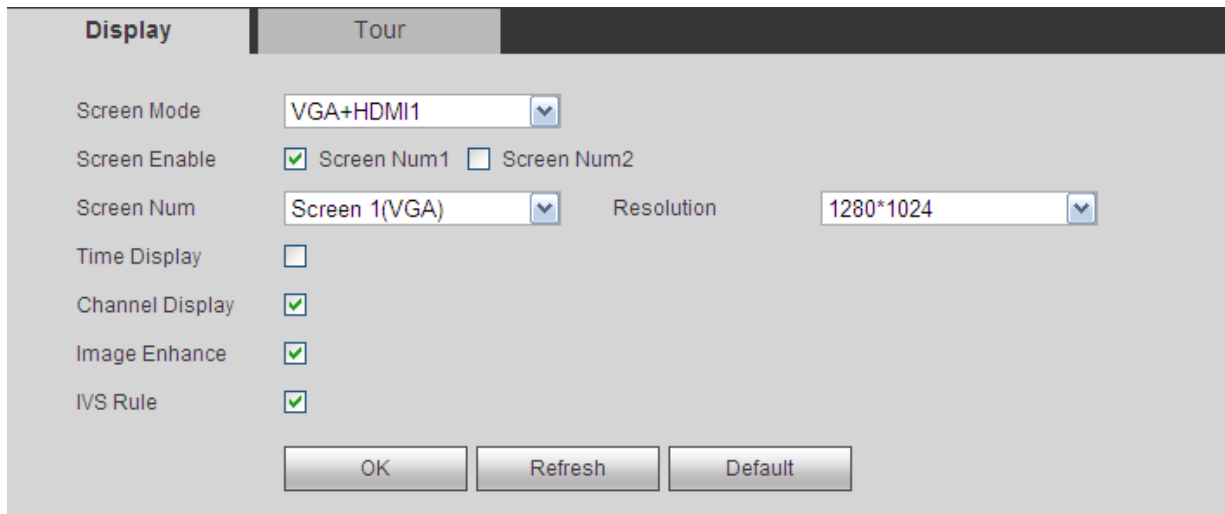 Display Tour
Screen Mode VGA+HDMI1
Screen Enable Screen Num1 Screen Num2
Screen Num Screen 1(VGA) Resolution 1280*1024
Time Display
Channel Display
Image Enhance
IVS Rule
OK Refresh Default